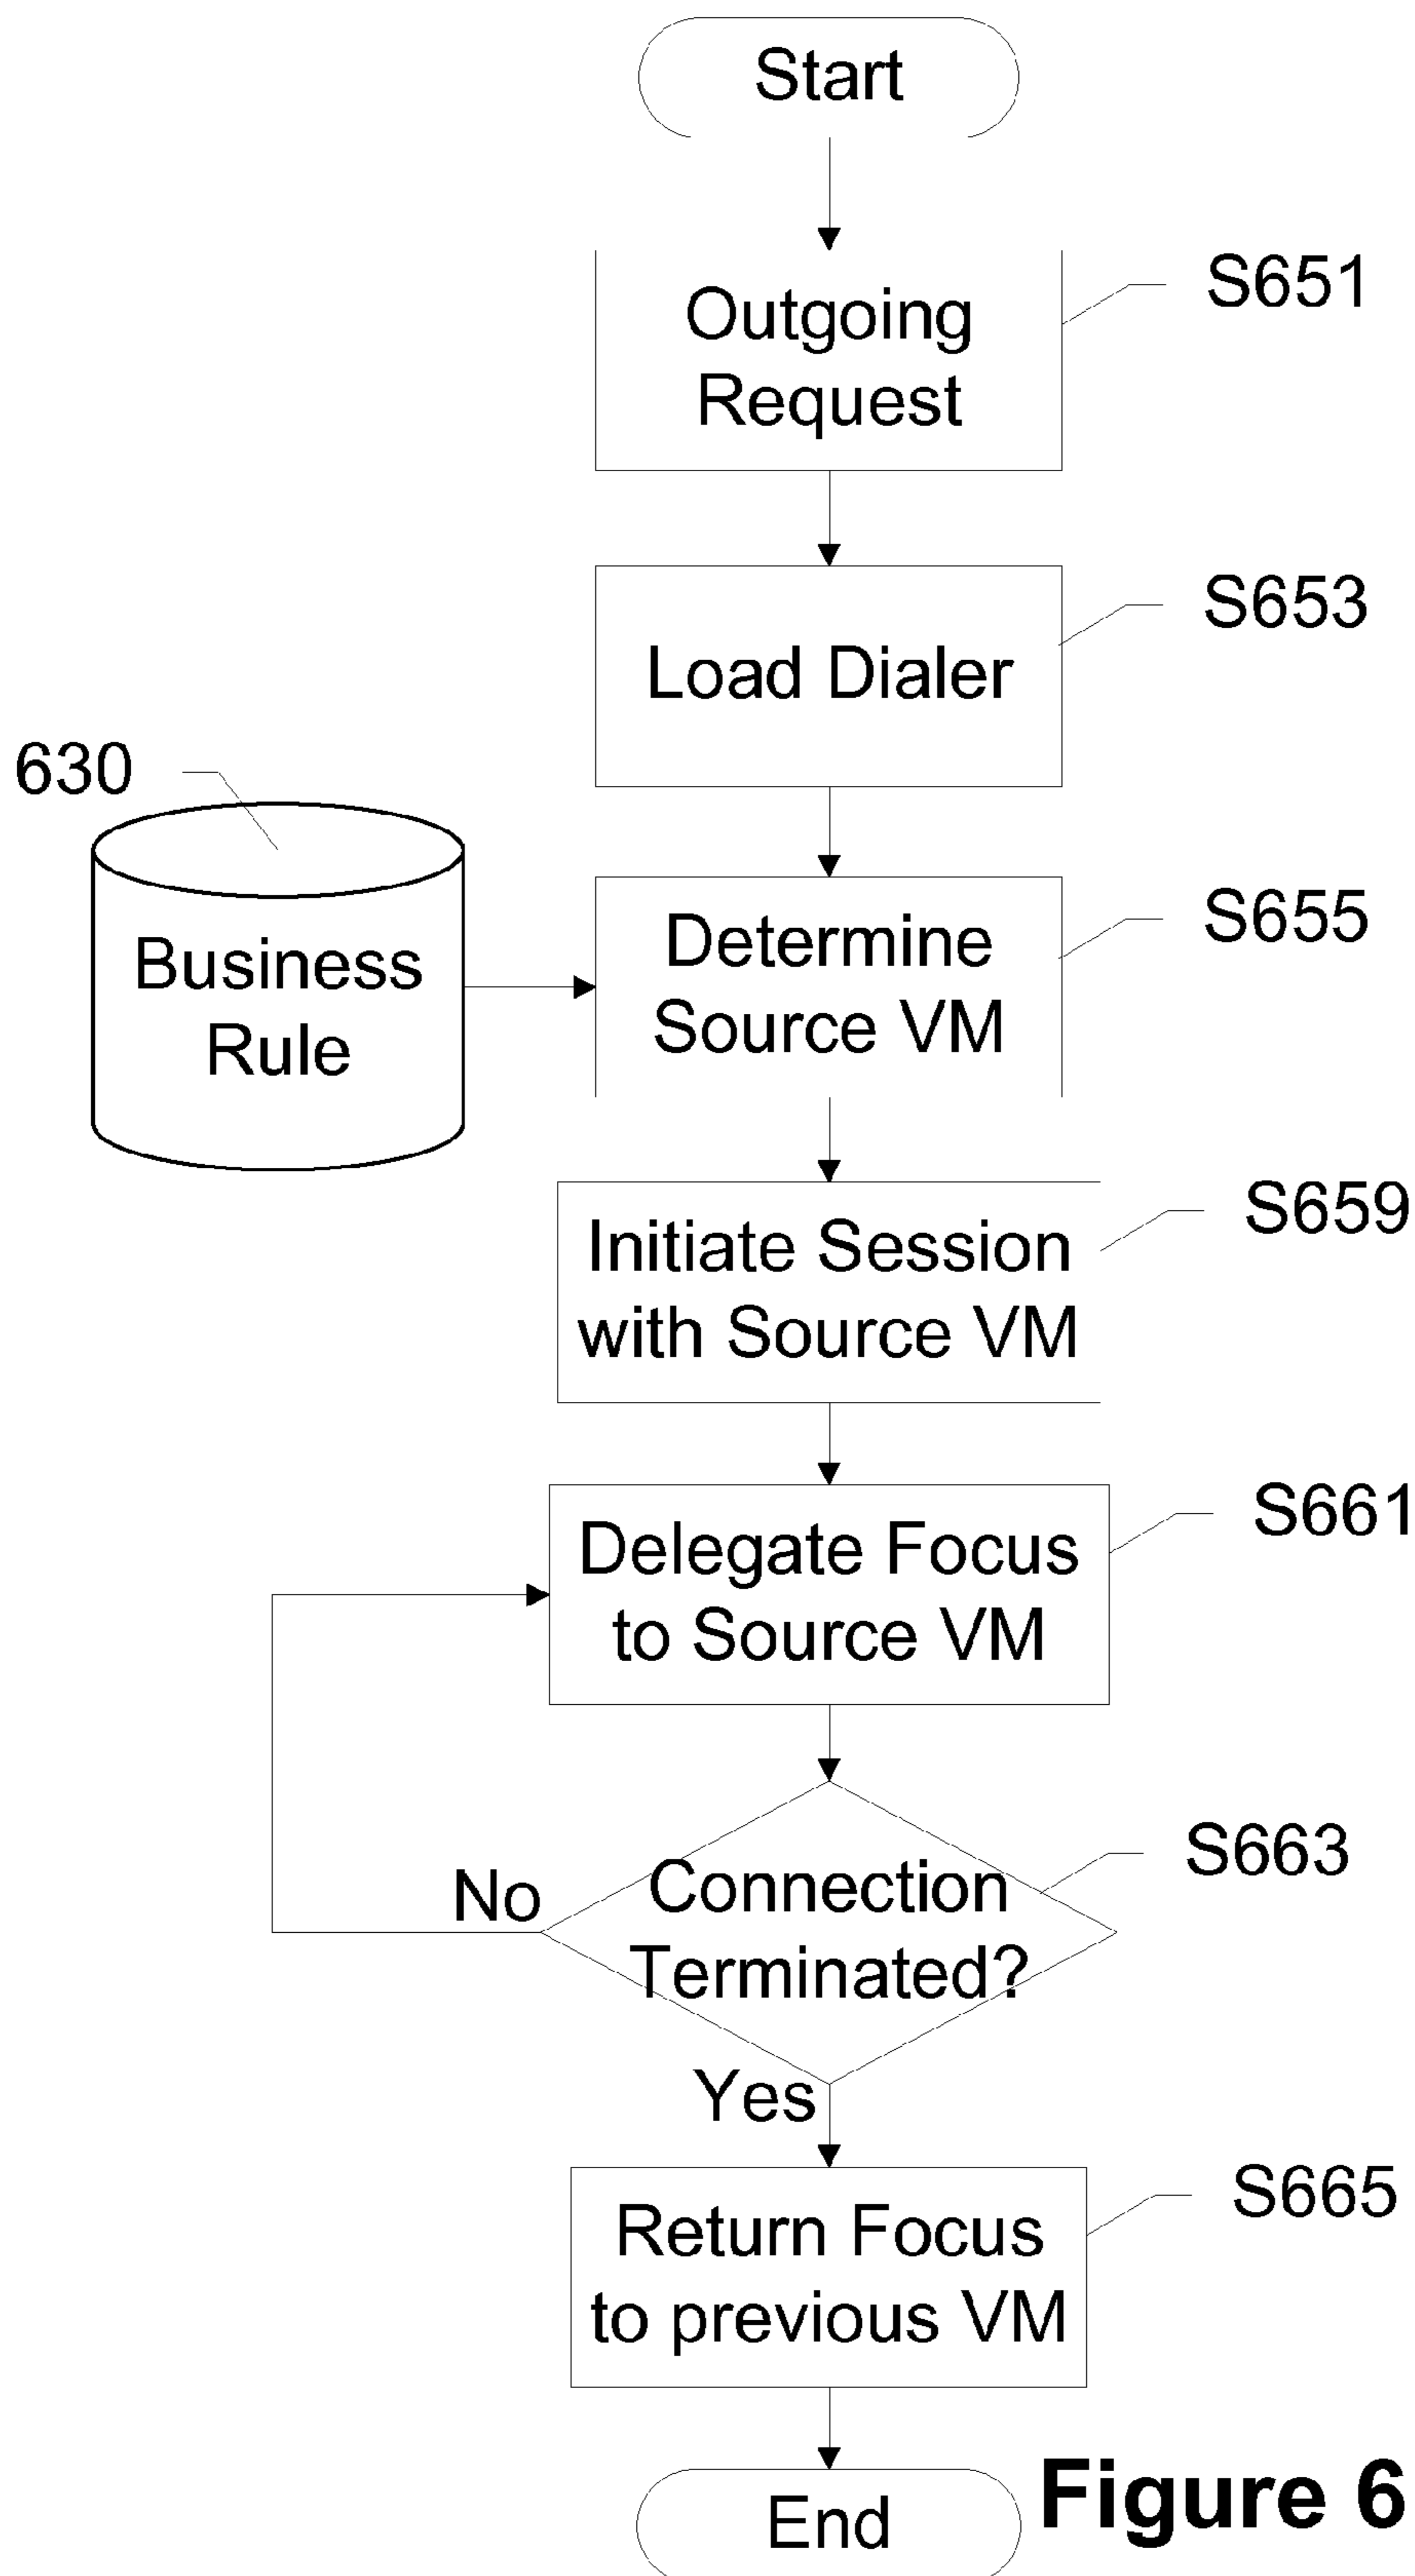 Start
Outgoing
Request
S651
Load Dialer
S653
630
Business
Rule
Determine
Source VM
S655
Initiate Session
with Source VM
S659
Delegate Focus
to Source VM
S661
Connection
Terminated?
S663
No
Yes
Return Focus
to previous VM
S665
End
Figure 6